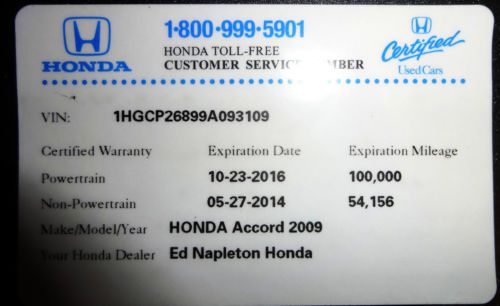 1-800-999-5901
HONDA
HONDA TOLL-FREE
CUSTOMER SERVICE NUMBER
Certified
UsedCars
VIN: 1HGCP26899A093109
Certified Warranty Expiration Date Expiration Mileage
Powertrain 10-23-2016 100,000
Non-Powertrain 05-27-2014 54,156
Make/Model/Year HONDA Accord 2009
Your Honda Dealer Ed Napleton Honda